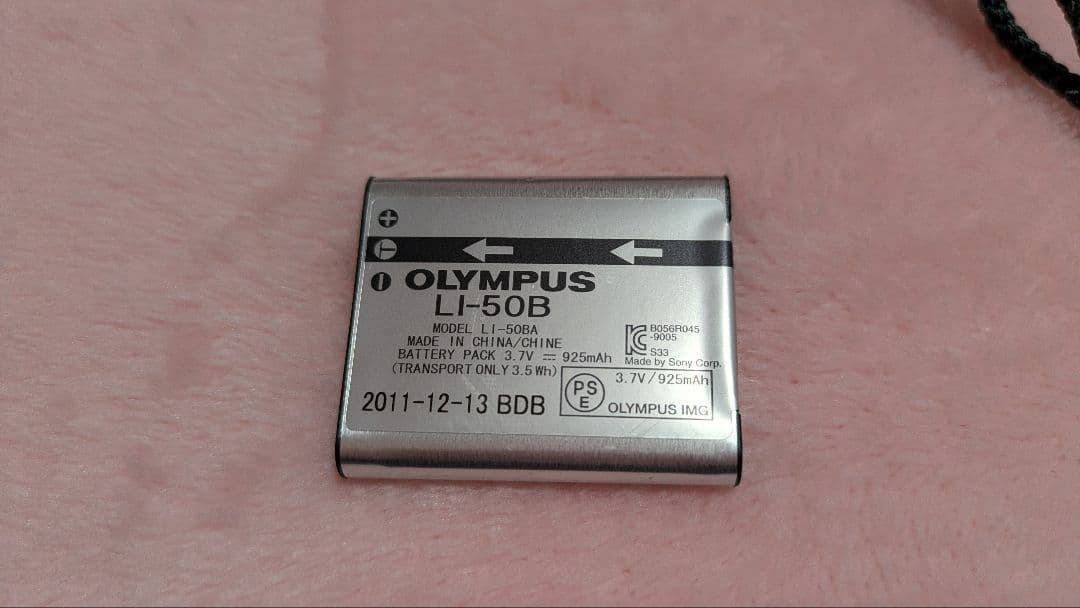 OLYMPUS
LI-50B
MODEL LI-50BA
MADE IN CHINA/CHINE
BATTERY PACK 3.7V ⎓ 925mAh
(TRANSPORT ONLY 3.5 Wh)
2011-12-13 BDB
B056R045
-9005
S33
Made by Sony Corp.
PS
E
3.7V/925mAh
OLYMPUS IMG